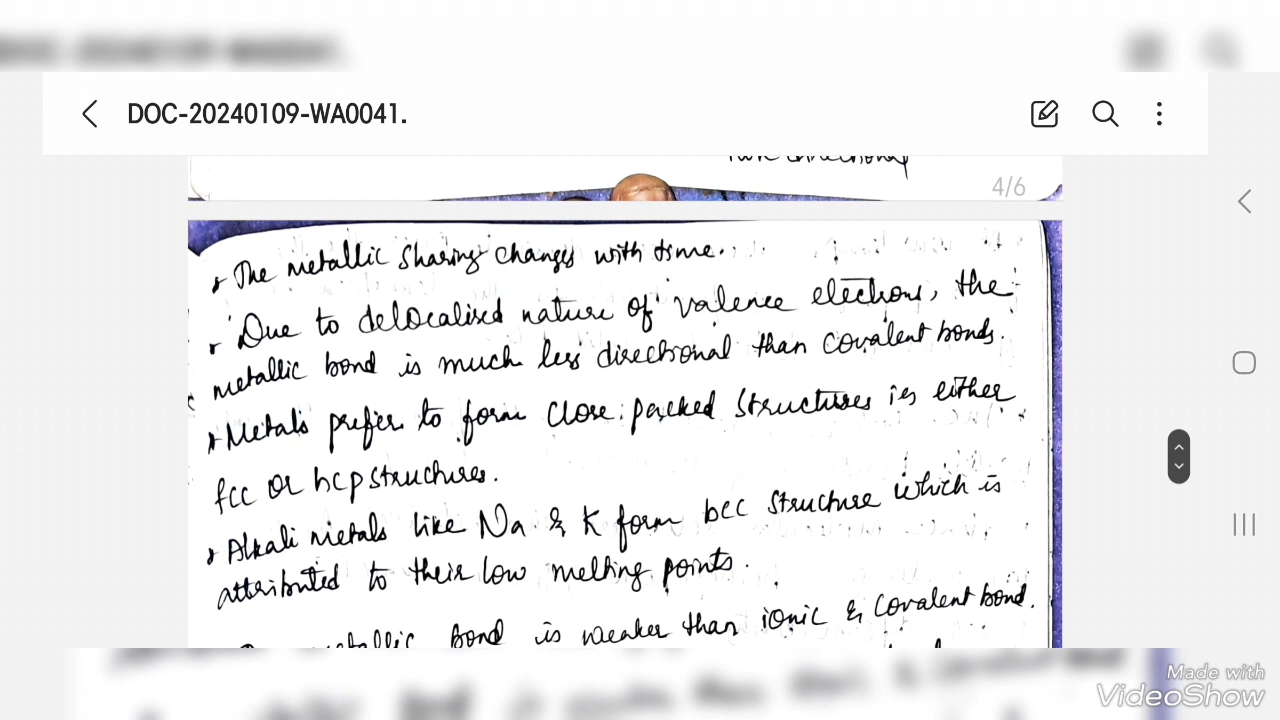 DOC-20240109-WA0041.
4/6
The metallic sharing changes with time.
Due to delocalised nature of valence electrons, the
metallic bond is much less directional than covalent bonds.
Metals prefer to form close packed structures ies either
fcc or hcp structures.
Alkali metals like Na & K form bcc structure which is
attributed to their low melting points.
metallic bond is weaker than ionic & covalent bond.
Made with
VideoShow